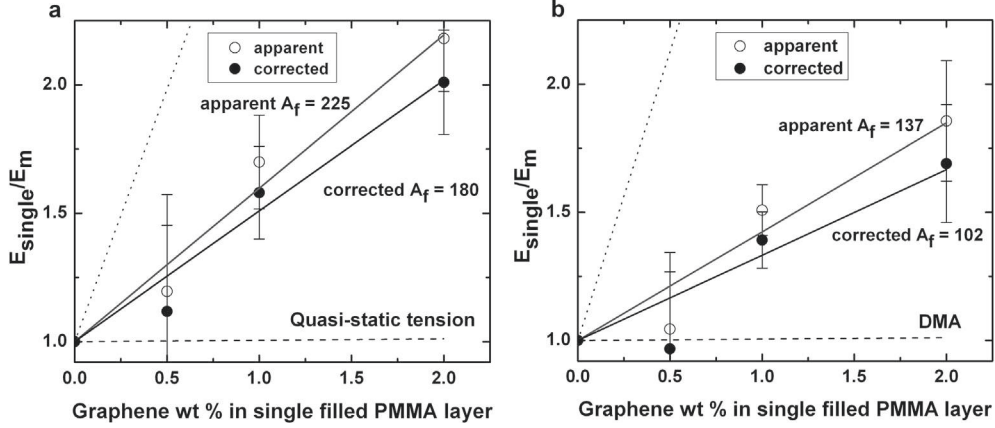 a
apparent
corrected
apparent A_f = 225
corrected A_f = 180
Quasi-static tension
E_single/E_m
2.0
1.5
1.0
0.0 0.5 1.0 1.5 2.0
Graphene wt % in single filled PMMA layer
b
apparent
corrected
apparent A_f = 137
corrected A_f = 102
DMA
E_single/E_m
2.0
1.5
1.0
0.0 0.5 1.0 1.5 2.0
Graphene wt % in single filled PMMA layer